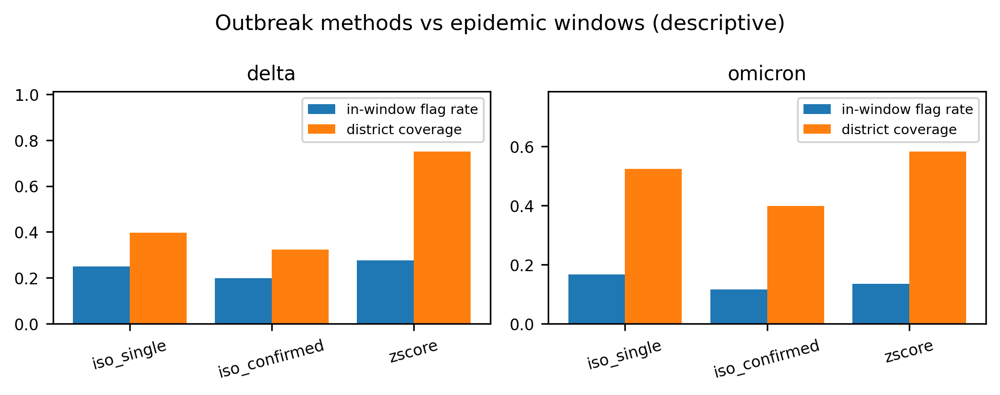 Outbreak methods vs epidemic windows (descriptive)
delta
1.0
0.8
0.6
0.4
0.2
0.0
in-window flag rate
district coverage
iso_single
iso_confirmed
zscore
omicron
0.6
0.4
0.2
0.0
in-window flag rate
district coverage
iso_single
iso_confirmed
zscore